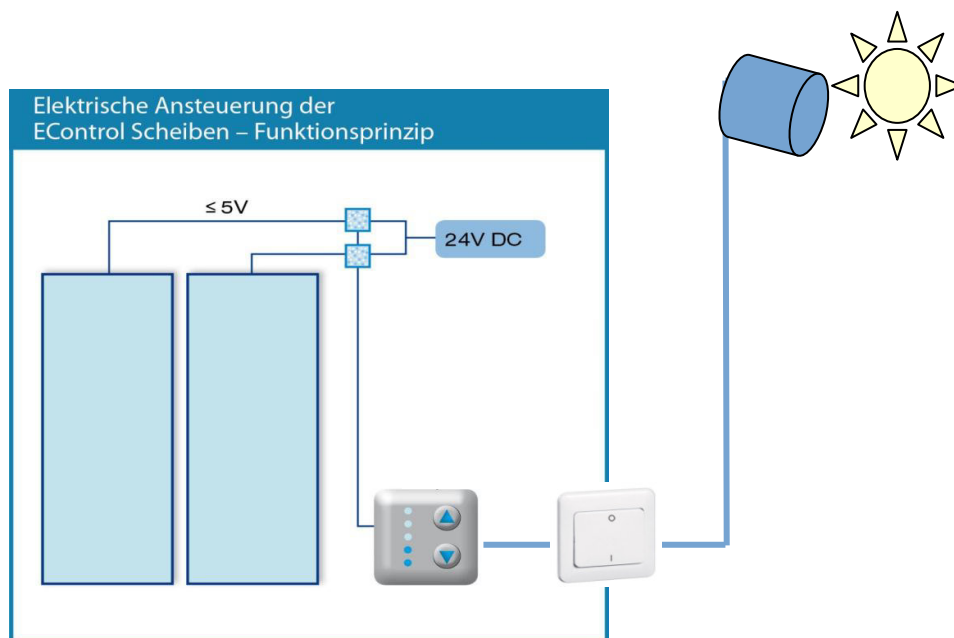 Elektrische Ansteuerung der
EControl Scheiben – Funktionsprinzip
≤ 5V
24V DC
O
I